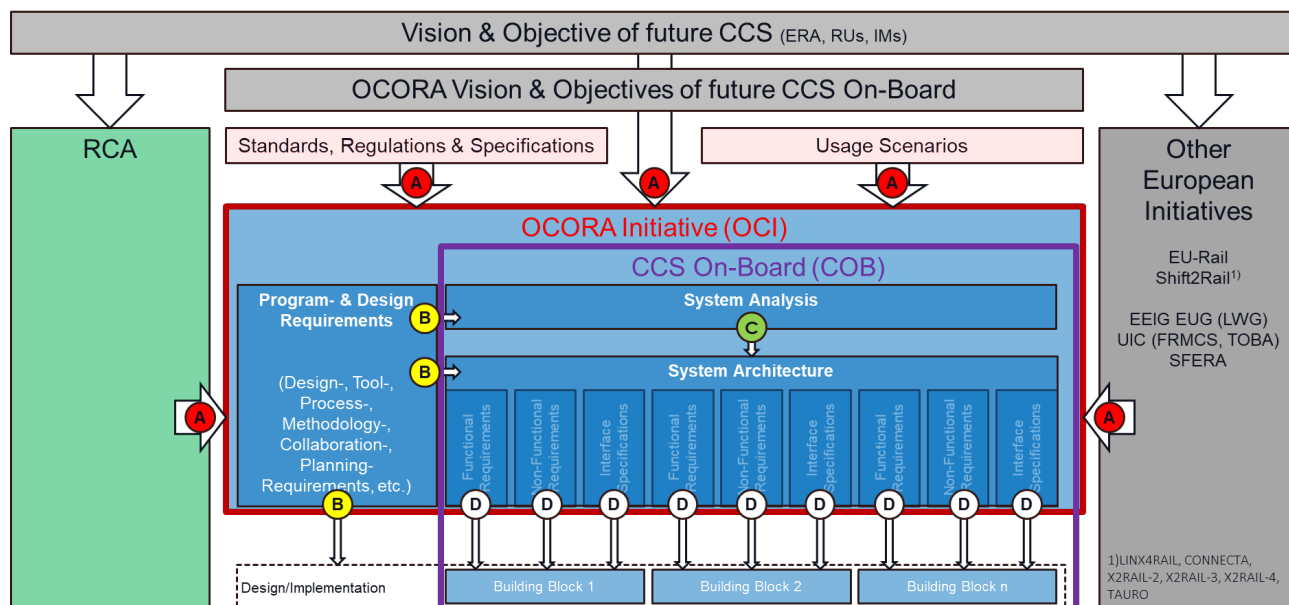 Vision & Objective of future CCS (ERA, RUs, IMs)
OCORA Vision & Objectives of future CCS On-Board
RCA
Standards, Regulations & Specifications
Usage Scenarios
A
A
A
Other
European
Initiatives
EU-Rail
Shift2Rail1)
EEIG EUG (LWG)
UIC (FRMCS, TOBA)
SFERA
1)LINX4RAIL, CONNECTA,
X2RAIL-2, X2RAIL-3, X2RAIL-4,
TAURO
A
A
OCORA Initiative (OCI)
CCS On-Board (COB)
Program- & Design
Requirements
(Design-, Tool-,
Process-,
Methodology-,
Collaboration-,
Planning-
Requirements, etc.)
B
B
B
System Analysis
C
System Architecture
Functional
Requirements
Non-Functional
Requirements
Interface
Specifications
Functional
Requirements
Non-Functional
Requirements
Interface
Specifications
Functional
Requirements
Non-Functional
Requirements
Interface
Specifications
D
D
D
D
D
D
D
D
D
Design/Implementation
Building Block 1
Building Block 2
Building Block n